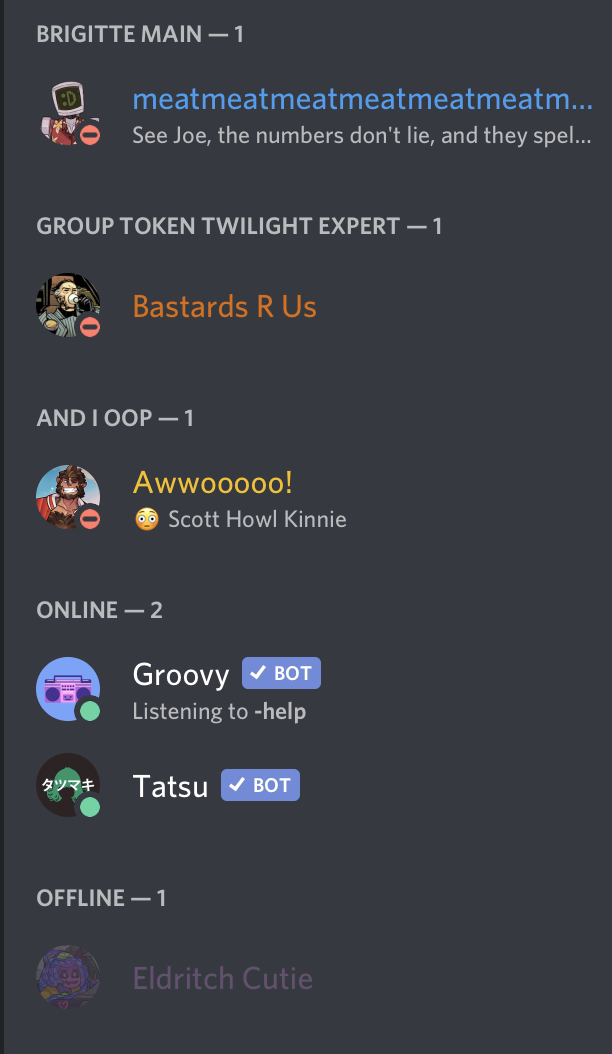 BRIGITTE MAIN — 1
:D
meatmeatmeatmeatmeatmeatm...
See Joe, the numbers don't lie, and they spel...
GROUP TOKEN TWILIGHT EXPERT — 1
Bastards R Us
AND I OOP — 1
Awwooooo!
😳 Scott Howl Kinnie
ONLINE — 2
Groovy ✓ BOT
Listening to -help
タツマキ
Tatsu ✓ BOT
OFFLINE — 1
Eldritch Cutie